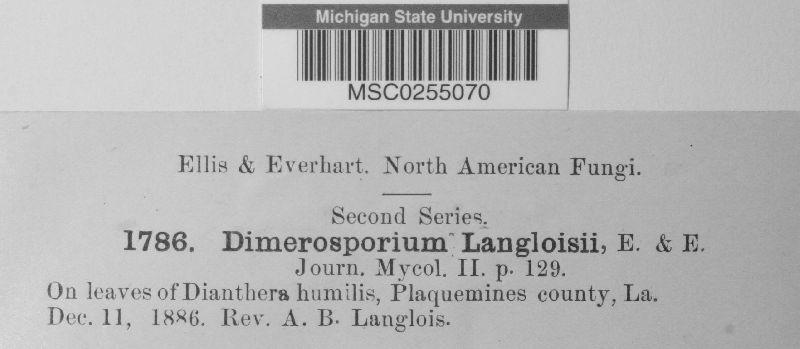 Michigan State University
MSC0255070
Ellis & Everhart. North American Fungi.
Second Series.
1786. Dimerosporium Langloisii, E. & E.
Journ. Mycol. II. p. 129.
On leaves of Dianthera humilis, Plaquemines county, La.
Dec. 11, 1886. Rev. A. B. Langlois.